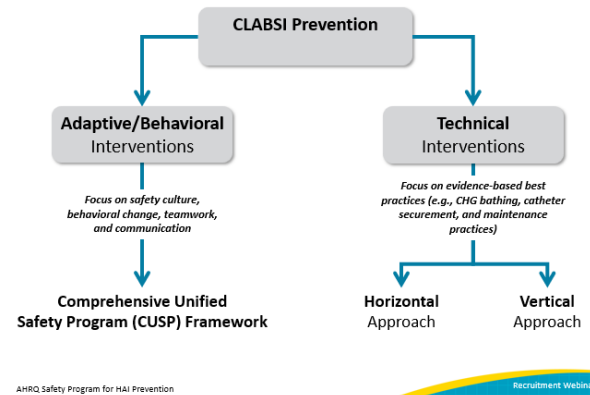 CLABSI Prevention
Adaptive/Behavioral
Interventions
Technical
Interventions
Focus on safety culture,
behavioral change, teamwork,
and communication
Focus on evidence-based best
practices (e.g., CHG bathing, catheter
securement, and maintenance
practices)
Comprehensive Unified
Safety Program (CUSP) Framework
Horizontal
Approach
Vertical
Approach
AHRQ Safety Program for HAI Prevention
Recruitment Webina